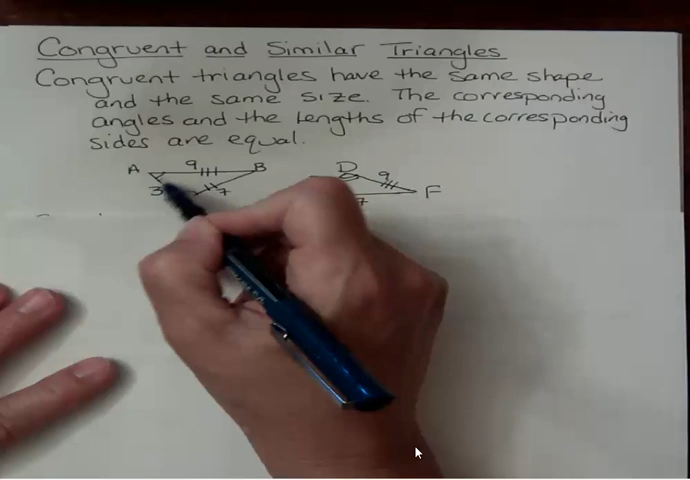 Congruent and Similar Triangles
Congruent triangles have the same shape
and the same size. The corresponding
angles and the lengths of the corresponding
sides are equal.
A 9 B D 9 F
3 7 7